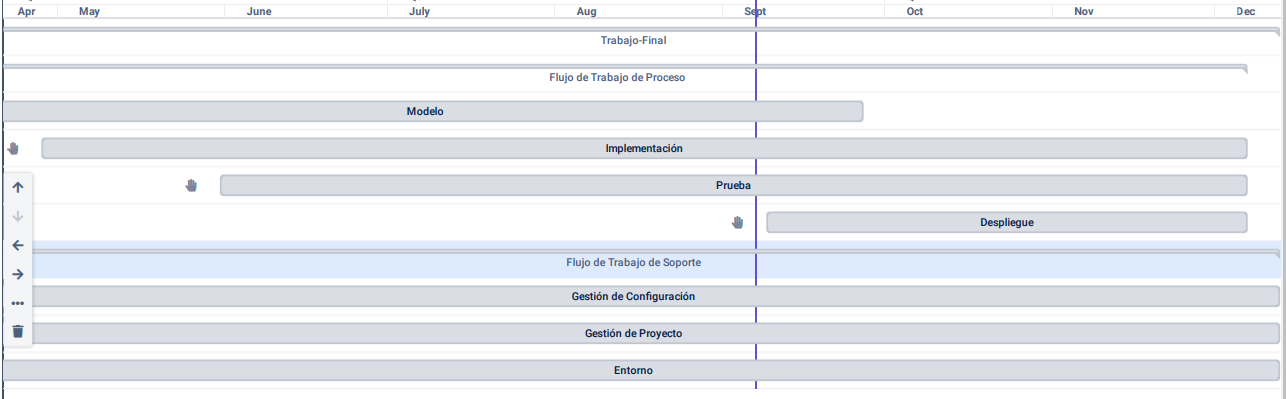 Apr May June July Aug Sept Oct Nov Dec
Trabajo-Final
Flujo de Trabajo de Proceso
Modelo
Implementación
Prueba
Despliegue
Flujo de Trabajo de Soporte
Gestión de Configuración
Gestión de Proyecto
Entorno